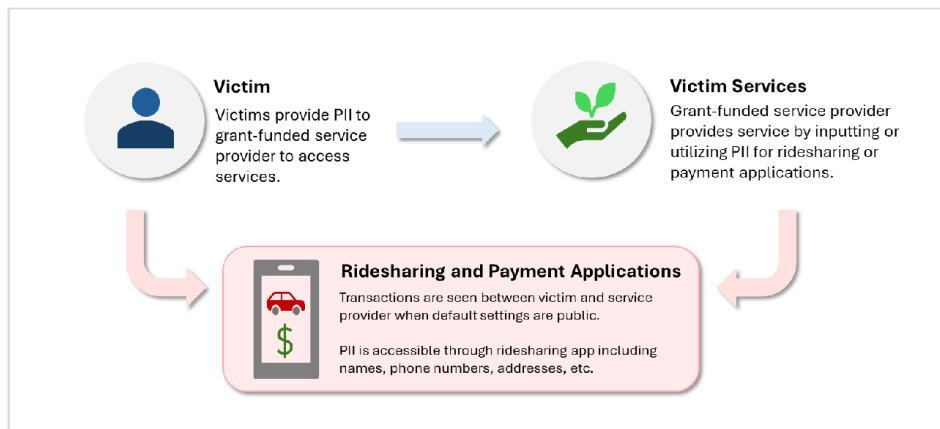 Victim
Victims provide PII to
grant-funded service
provider to access
services.
Victim Services
Grant-funded service provider
provides service by inputting or
utilizing PII for ridesharing or
payment applications.
Ridesharing and Payment Applications
Transactions are seen between victim and service
provider when default settings are public.
PII is accessible through ridesharing app including
names, phone numbers, addresses, etc.
$